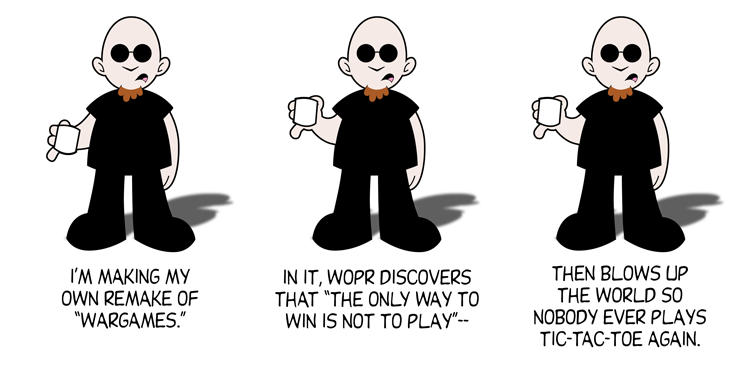 I'M MAKING MY
OWN REMAKE OF
"WARGAMES."
IN IT, WOPR DISCOVERS
THAT "THE ONLY WAY TO
WIN IS NOT TO PLAY"--
THEN BLOWS UP
THE WORLD SO
NOBODY EVER PLAYS
TIC-TAC-TOE AGAIN.